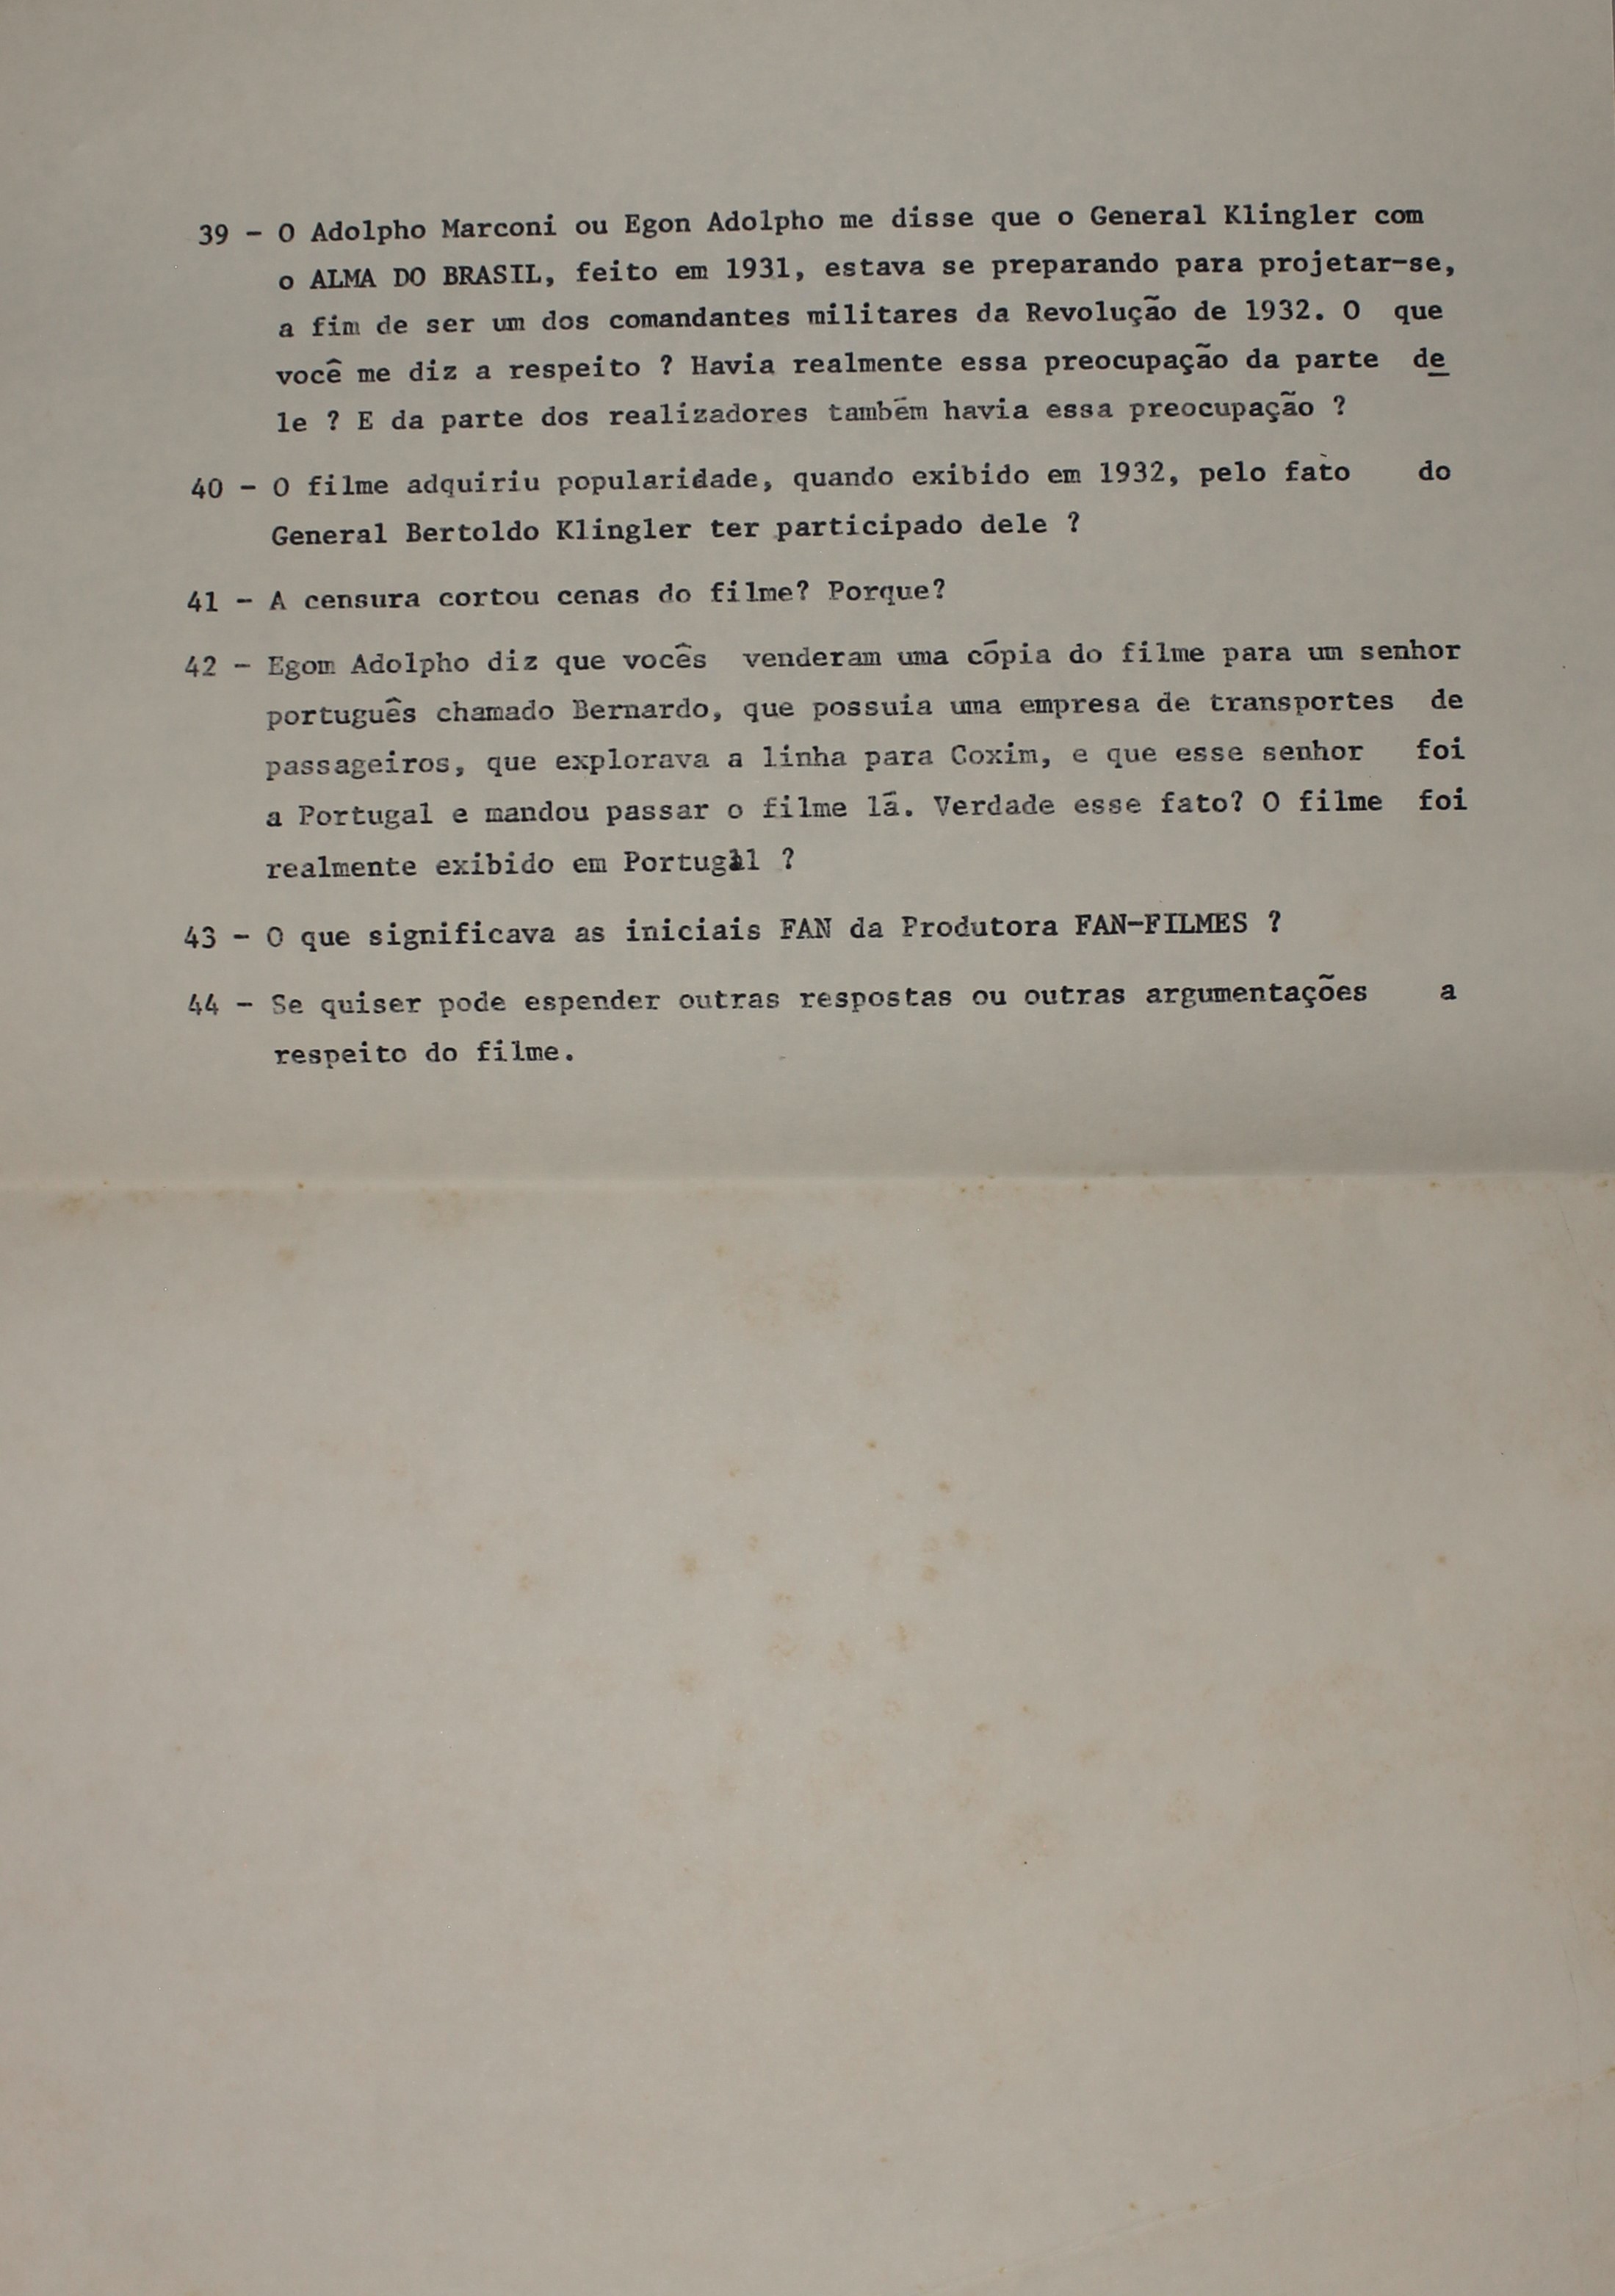 39 - O Adolpho Marconi ou Egon Adolpho me disse que o General Klingler com
o ALMA DO BRASIL, feito em 1931, estava se preparando para projetar-se,
a fim de ser um dos comandantes militares da Revolução de 1932. O que
você me diz a respeito ? Havia realmente essa preocupação da parte de
le ? E da parte dos realizadores também havia essa preocupação ?
40 - O filme adquiriu popularidade, quando exibido em 1932, pelo fato do
General Bertoldo Klingler ter participado dele ?
41 - A censura cortou cenas do filme? Porque?
42 - Egom Adolpho diz que vocês venderam uma cópia do filme para um senhor
português chamado Bernardo, que possuia uma empresa de transportes de
passageiros, que explorava a linha para Coxim, e que esse senhor foi
a Portugal e mandou passar o filme lá. Verdade esse fato? O filme foi
realmente exibido em Portugal ?
43 - O que significava as iniciais FAN da Produtora FAN-FILMES ?
44 - Se quiser pode espender outras respostas ou outras argumentações a
respeito do filme.